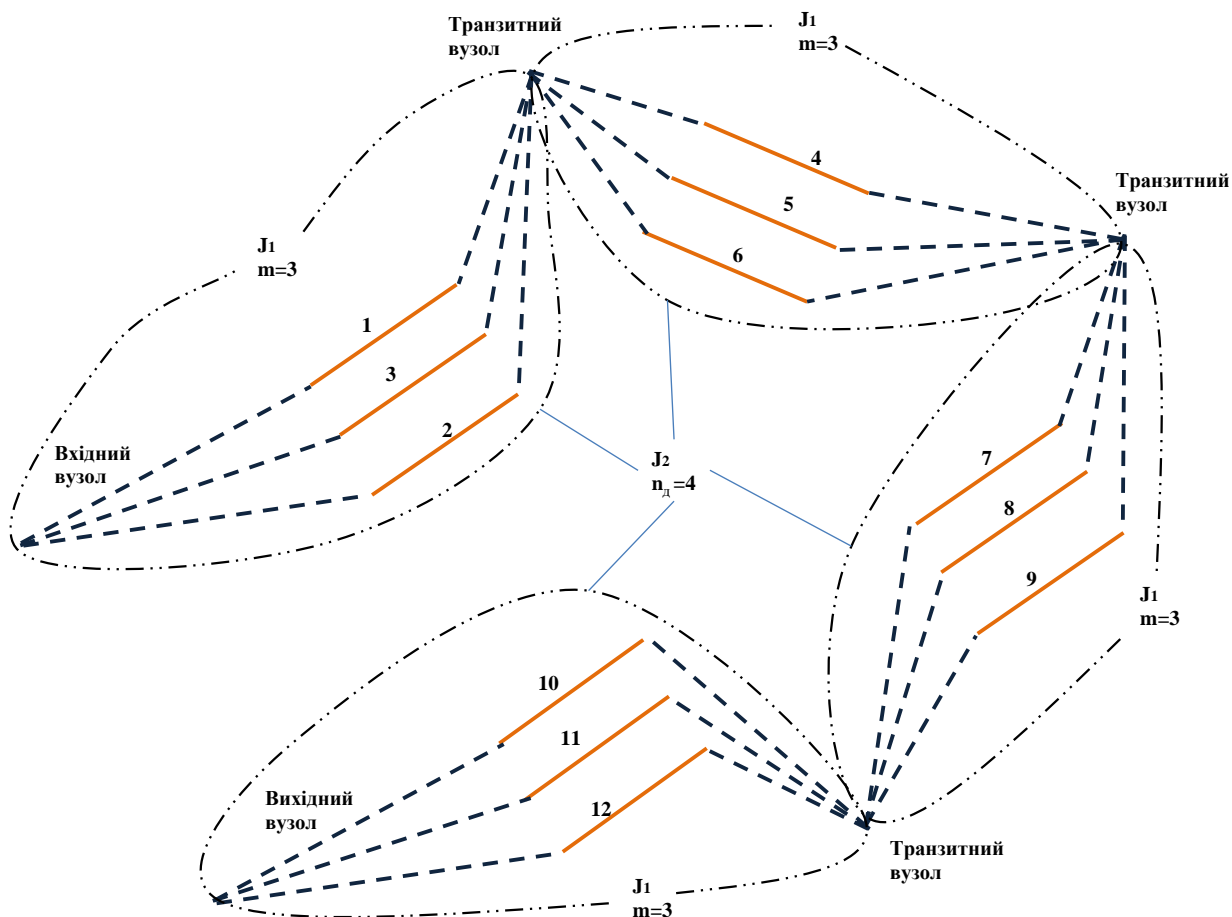 Транзитний
вузол
J1
m=3
4
5
6
Транзитний
вузол
J1
m=3
1
3
2
Вхідний
вузол
J2
nд=4
7
8
9
J1
m=3
10
11
12
Вихідний
вузол
Транзитний
вузол
J1
m=3